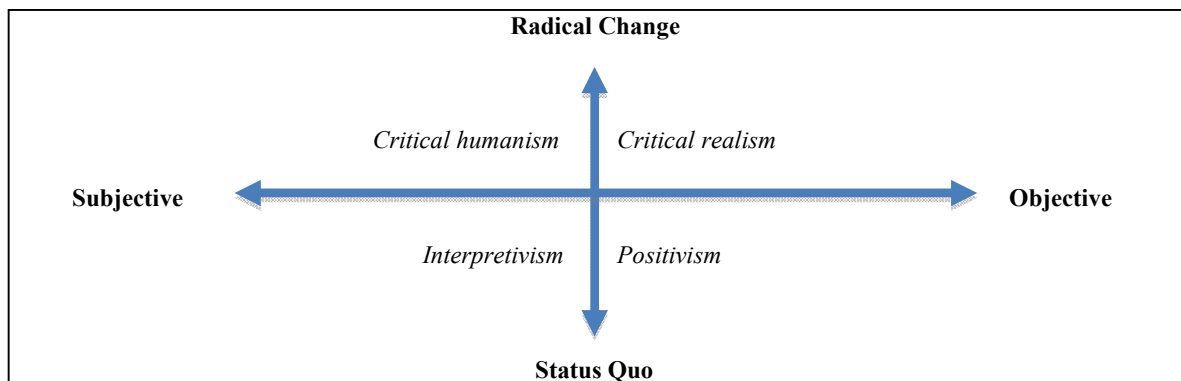 Radical Change
Critical humanism Critical realism
Subjective Objective
Interpretivism Positivism
Status Quo